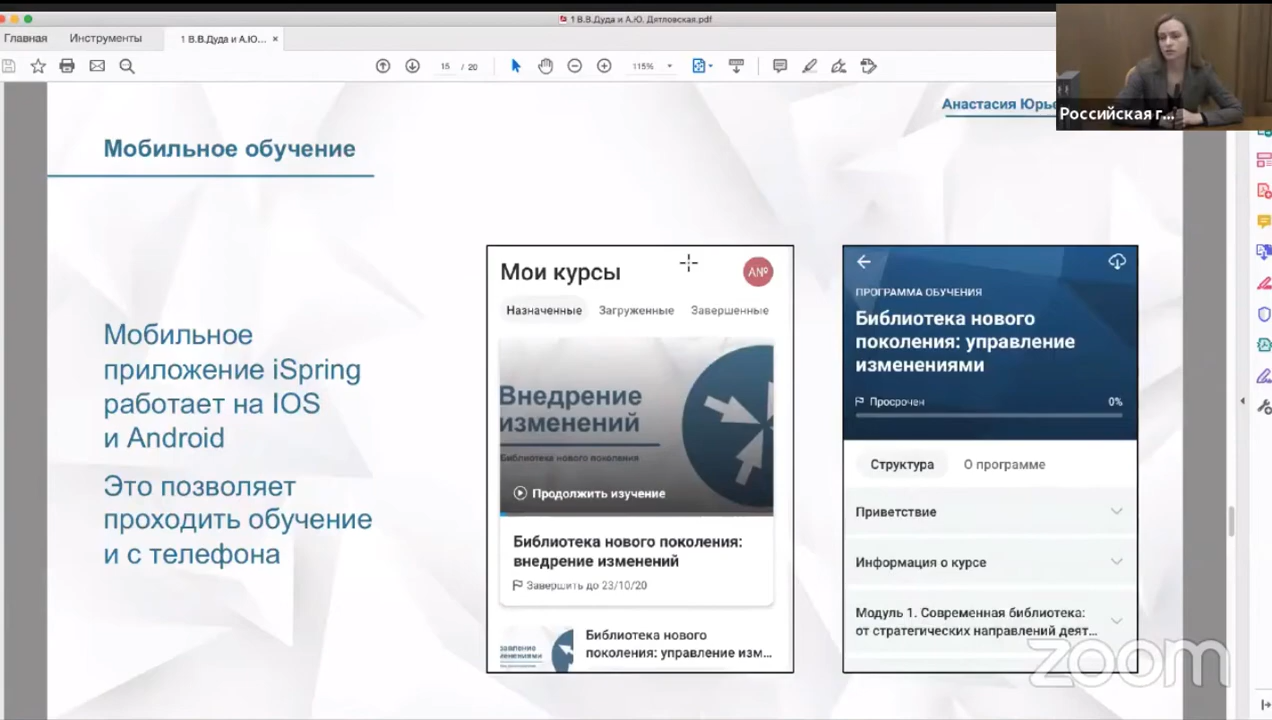 1 В.В.Дуда и А.Ю. Дятловская.pdf
Главная
Инструменты
1 В.В.Дуда и А.Ю... ×
15 / 20
115%
Анастасия Юрье
Российская г...
Мобильное обучение
Мобильное
приложение iSpring
работает на IOS
и Android
Это позволяет
проходить обучение
и с телефона
Мои курсы
AN№
Назначенные
Загруженные
Завершенные
Внедрение
изменений
Библиотека нового поколения
Продолжить изучение
Библиотека нового поколения:
внедрение изменений
Завершить до 23/10/20
Библиотека нового
поколения: управление изм...
ПРОГРАММА ОБУЧЕНИЯ
Библиотека нового
поколения: управление
изменениями
Просрочен
0%
Структура
О программе
Приветствие
Информация о курсе
Модуль 1. Современная библиотека:
от стратегических направлений деят...
zoom